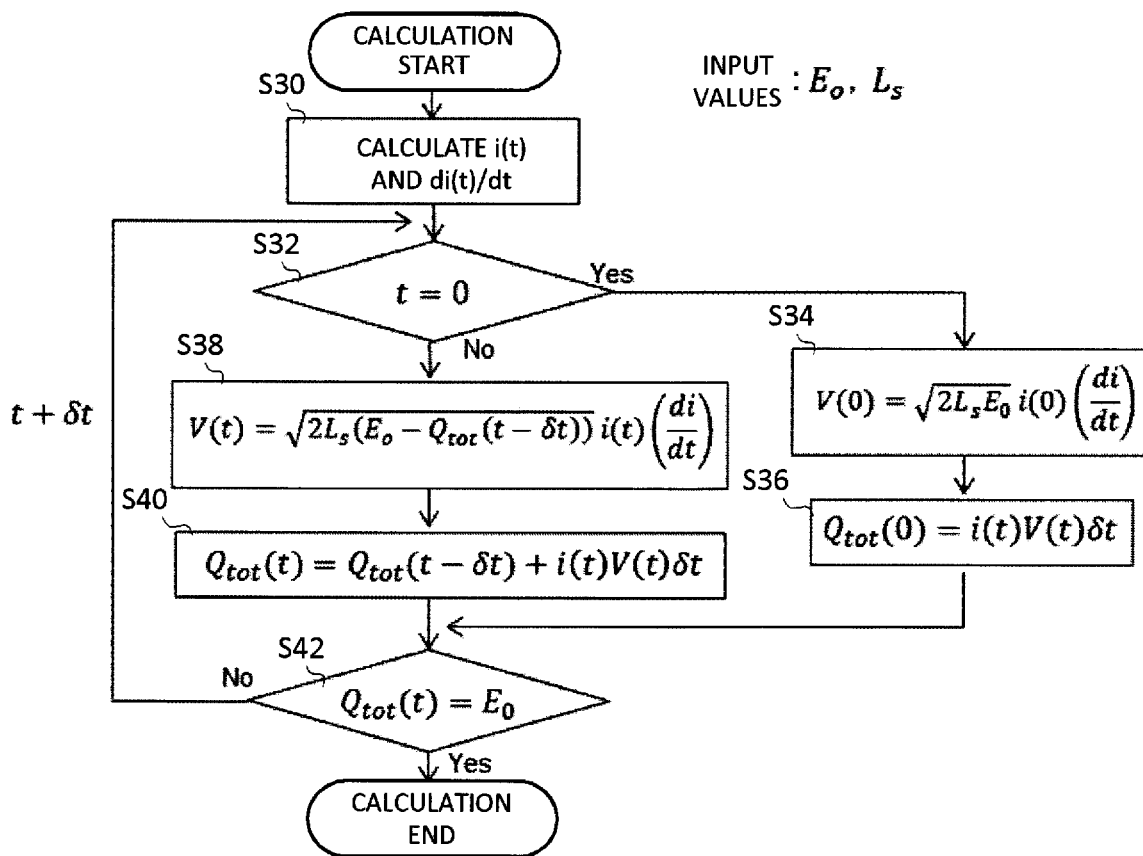 CALCULATION
START
INPUT
VALUES : E_o, L_s
S30
CALCULATE i(t)
AND di(t)/dt
S32
t = 0
Yes
No
S34
V(0) = √(2L_sE_0) i(0) (di/dt)
S36
Q_tot(0) = i(t)V(t)δt
S38
V(t) = √(2L_s(E_o − Q_tot(t − δt))) i(t) (di/dt)
t + δt
S40
Q_tot(t) = Q_tot(t − δt) + i(t)V(t)δt
S42
No
Q_tot(t) = E_0
Yes
CALCULATION
END